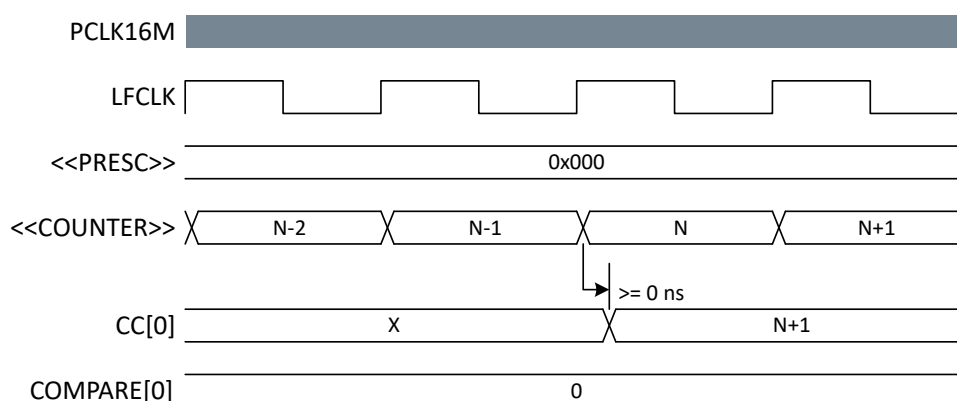 PCLK16M
LFCLK
<<PRESC>> 0x000
<<COUNTER>> N-2 N-1 N N+1
>= 0 ns
CC[0] X N+1
COMPARE[0] 0